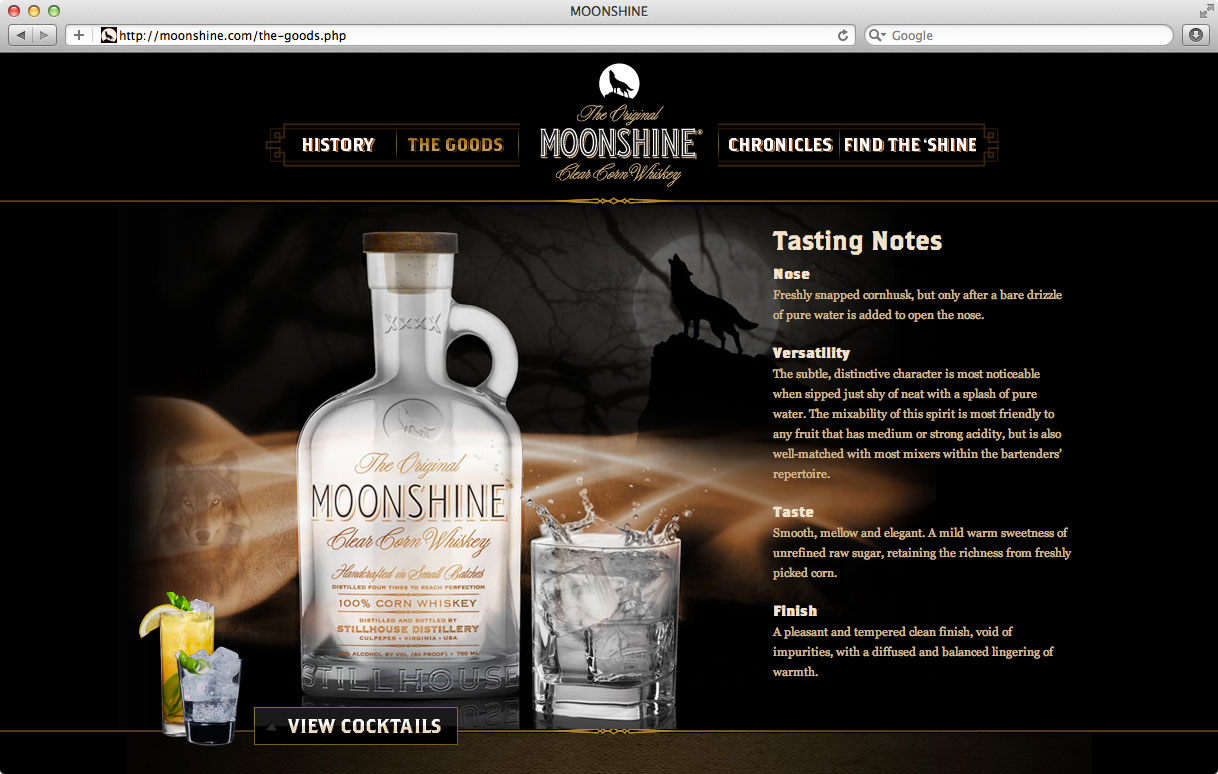 MOONSHINE
http://moonshine.com/the-goods.php
Google
HISTORY
THE GOODS
The Original
MOONSHINE®
Clear Corn Whiskey
CHRONICLES
FIND THE ‘SHINE
XXXX
The Original
MOONSHINE
Clear Corn Whiskey
Handcrafted in Small Batches
DISTILLED FOUR TIMES TO REACH PERFECTION
100% CORN WHISKEY
DISTILLED AND BOTTLED BY
STILLHOUSE DISTILLERY
CULPEPER • VIRGINIA • USA
ALCOHOL BY VOL (80 PROOF) • 750 ML
STILLHOUSE
Tasting Notes
Nose
Freshly snapped cornhusk, but only after a bare drizzle
of pure water is added to open the nose.
Versatility
The subtle, distinctive character is most noticeable
when sipped just shy of neat with a splash of pure
water. The mixability of this spirit is most friendly to
any fruit that has medium or strong acidity, but is also
well-matched with most mixers within the bartenders’
repertoire.
Taste
Smooth, mellow and elegant. A mild warm sweetness of
unrefined raw sugar, retaining the richness from freshly
picked corn.
Finish
A pleasant and tempered clean finish, void of
impurities, with a diffused and balanced lingering of
warmth.
VIEW COCKTAILS